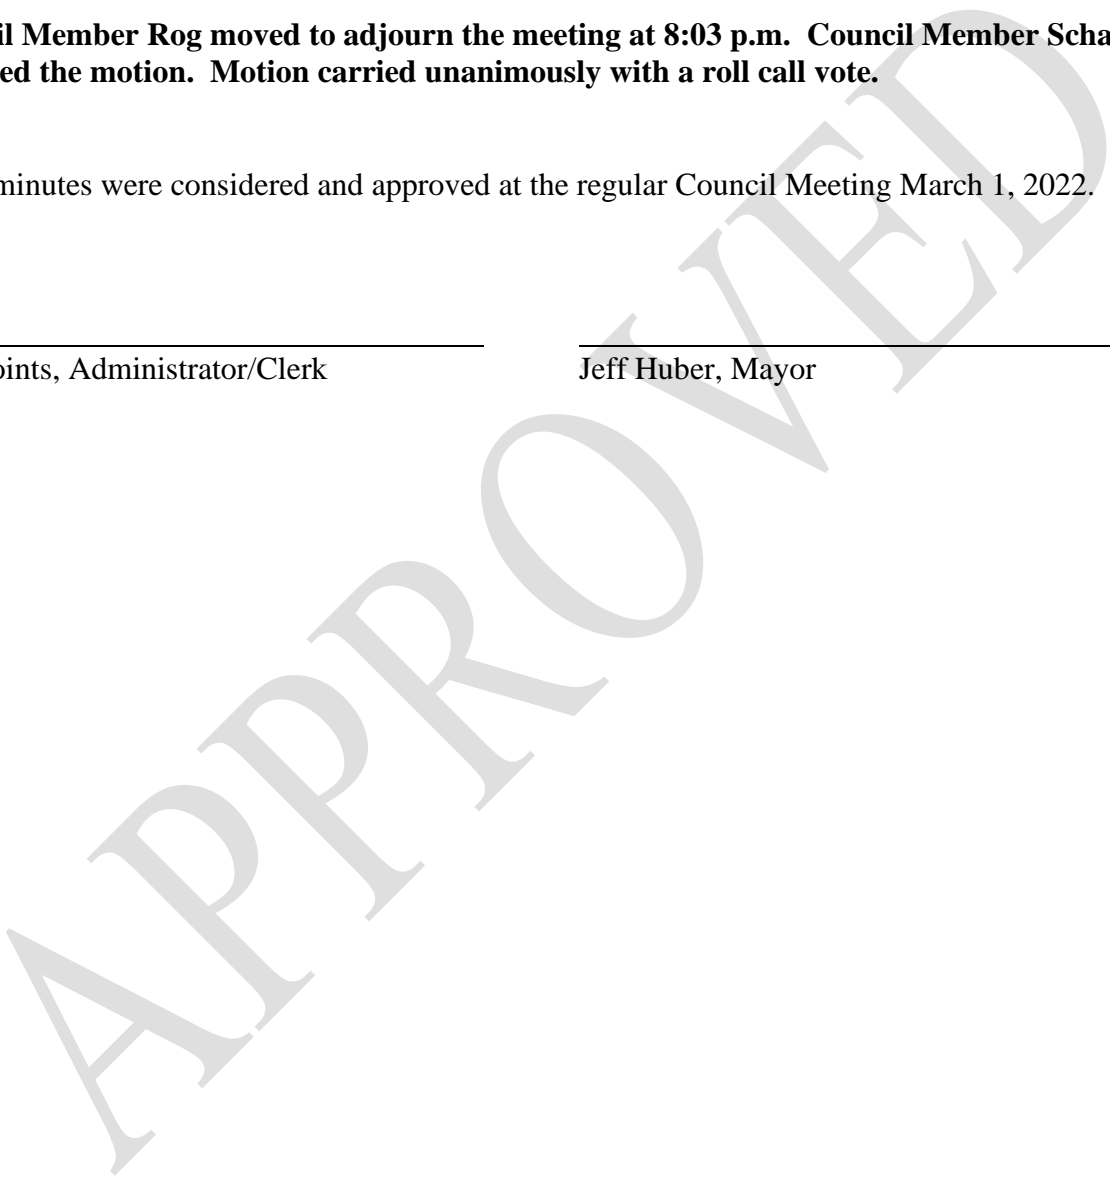 il Member Rog moved to adjourn the meeting at 8:03 p.m.  Council Member Scha
ed the motion.  Motion carried unanimously with a roll call vote.
minutes were considered and approved at the regular Council Meeting March 1, 2022.
oints, Administrator/Clerk
Jeff Huber, Mayor
APPROVED